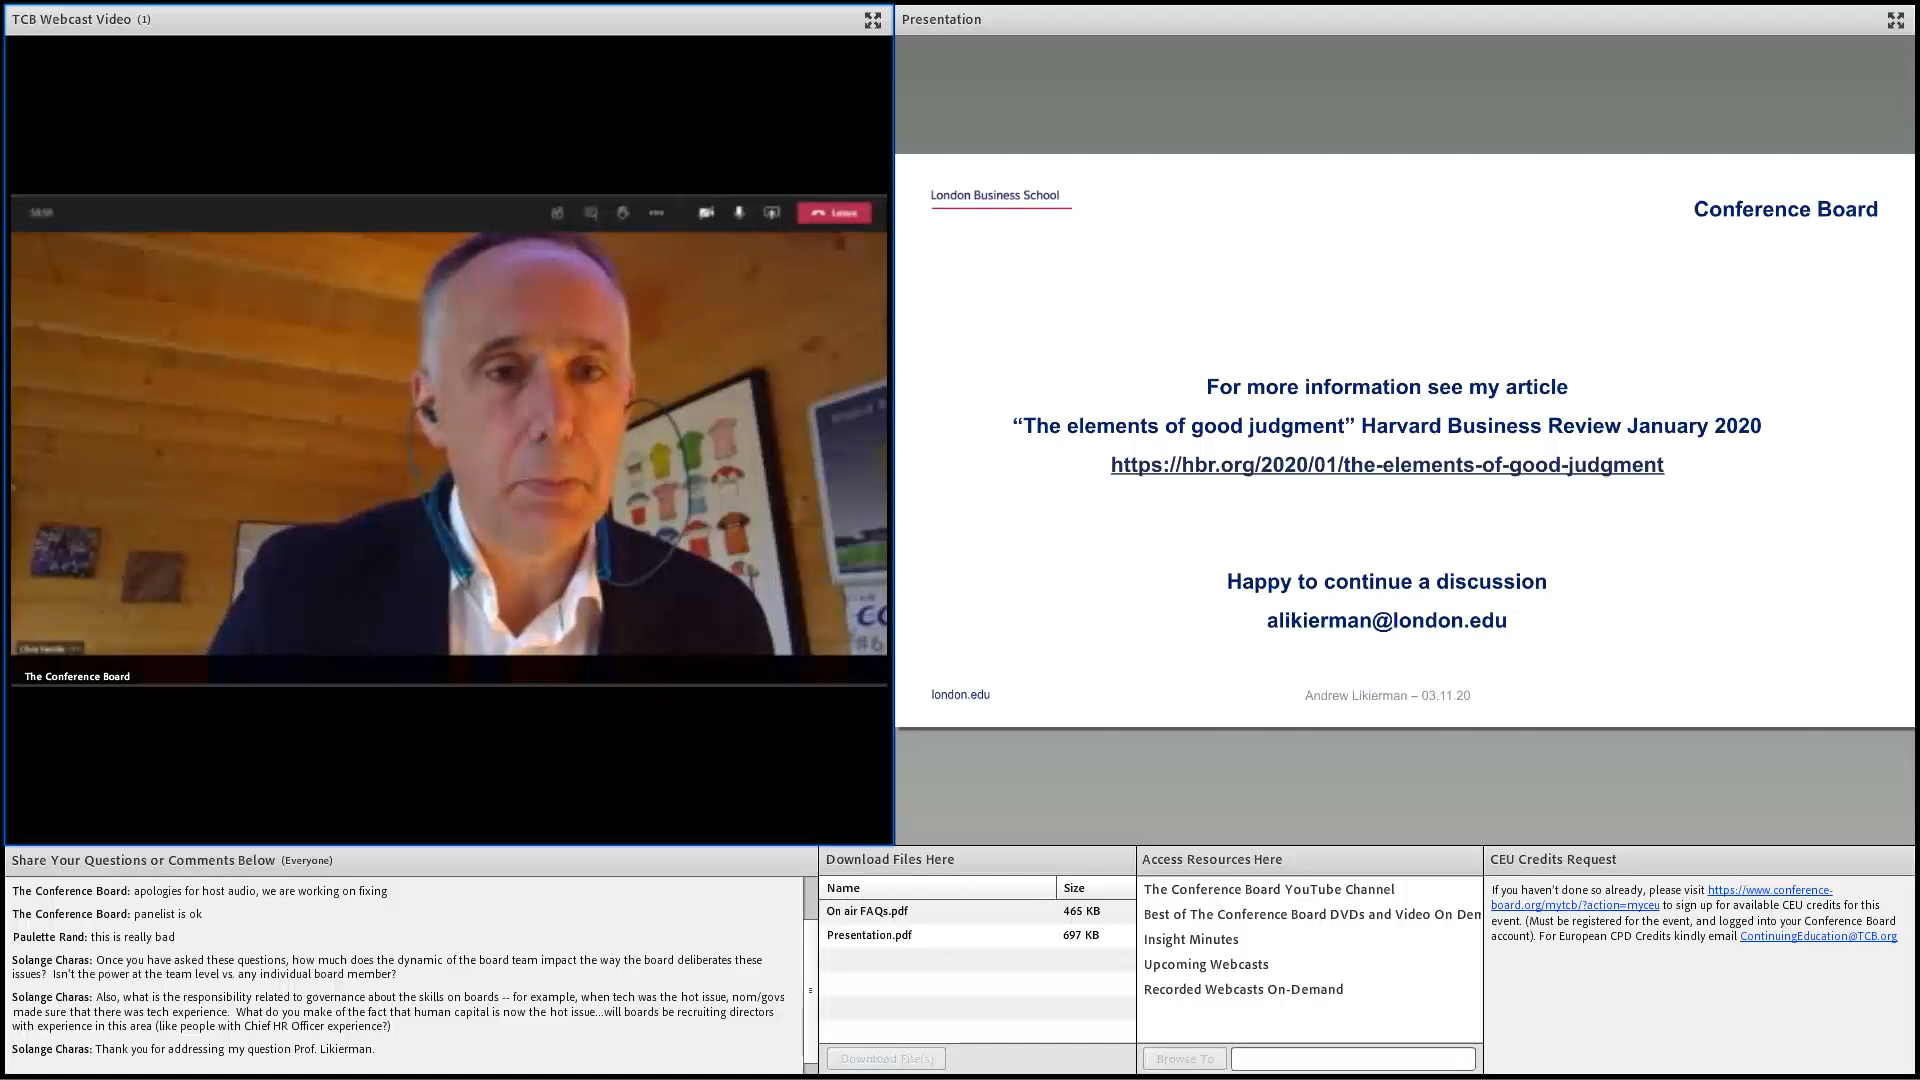 TCB Webcast Video (1)
Leave
The Conference Board
Presentation
London Business School
Conference Board
For more information see my article
“The elements of good judgment” Harvard Business Review January 2020
https://hbr.org/2020/01/the-elements-of-good-judgment
Happy to continue a discussion
alikierman@london.edu
london.edu
Andrew Likierman – 03.11.20
Share Your Questions or Comments Below (Everyone)
The Conference Board: apologies for host audio, we are working on fixing
The Conference Board: panelist is ok
Paulette Rand: this is really bad
Solange Charas: Once you have asked these questions, how much does the dynamic of the board team impact the way the board deliberates these
issues? Isn't the power at the team level vs. any individual board member?
Solange Charas: Also, what is the responsibility related to governance about the skills on boards -- for example, when tech was the hot issue, nom/govs
made sure that there was tech experience. What do you make of the fact that human capital is now the hot issue...will boards be recruiting directors
with experience in this area (like people with Chief HR Officer experience?)
Solange Charas: Thank you for addressing my question Prof. Likierman.
Download Files Here
Name Size
On air FAQs.pdf 465 KB
Presentation.pdf 697 KB
Download File(s)
Access Resources Here
The Conference Board YouTube Channel
Best of The Conference Board DVDs and Video On Dem
Insight Minutes
Upcoming Webcasts
Recorded Webcasts On-Demand
Browse To
CEU Credits Request
If you haven't done so already, please visit https://www.conference-
board.org/mytcb/?action=myceu to sign up for available CEU credits for this
event. (Must be registered for the event, and logged into your Conference Board
account). For European CPD Credits kindly email ContinuingEducation@TCB.org